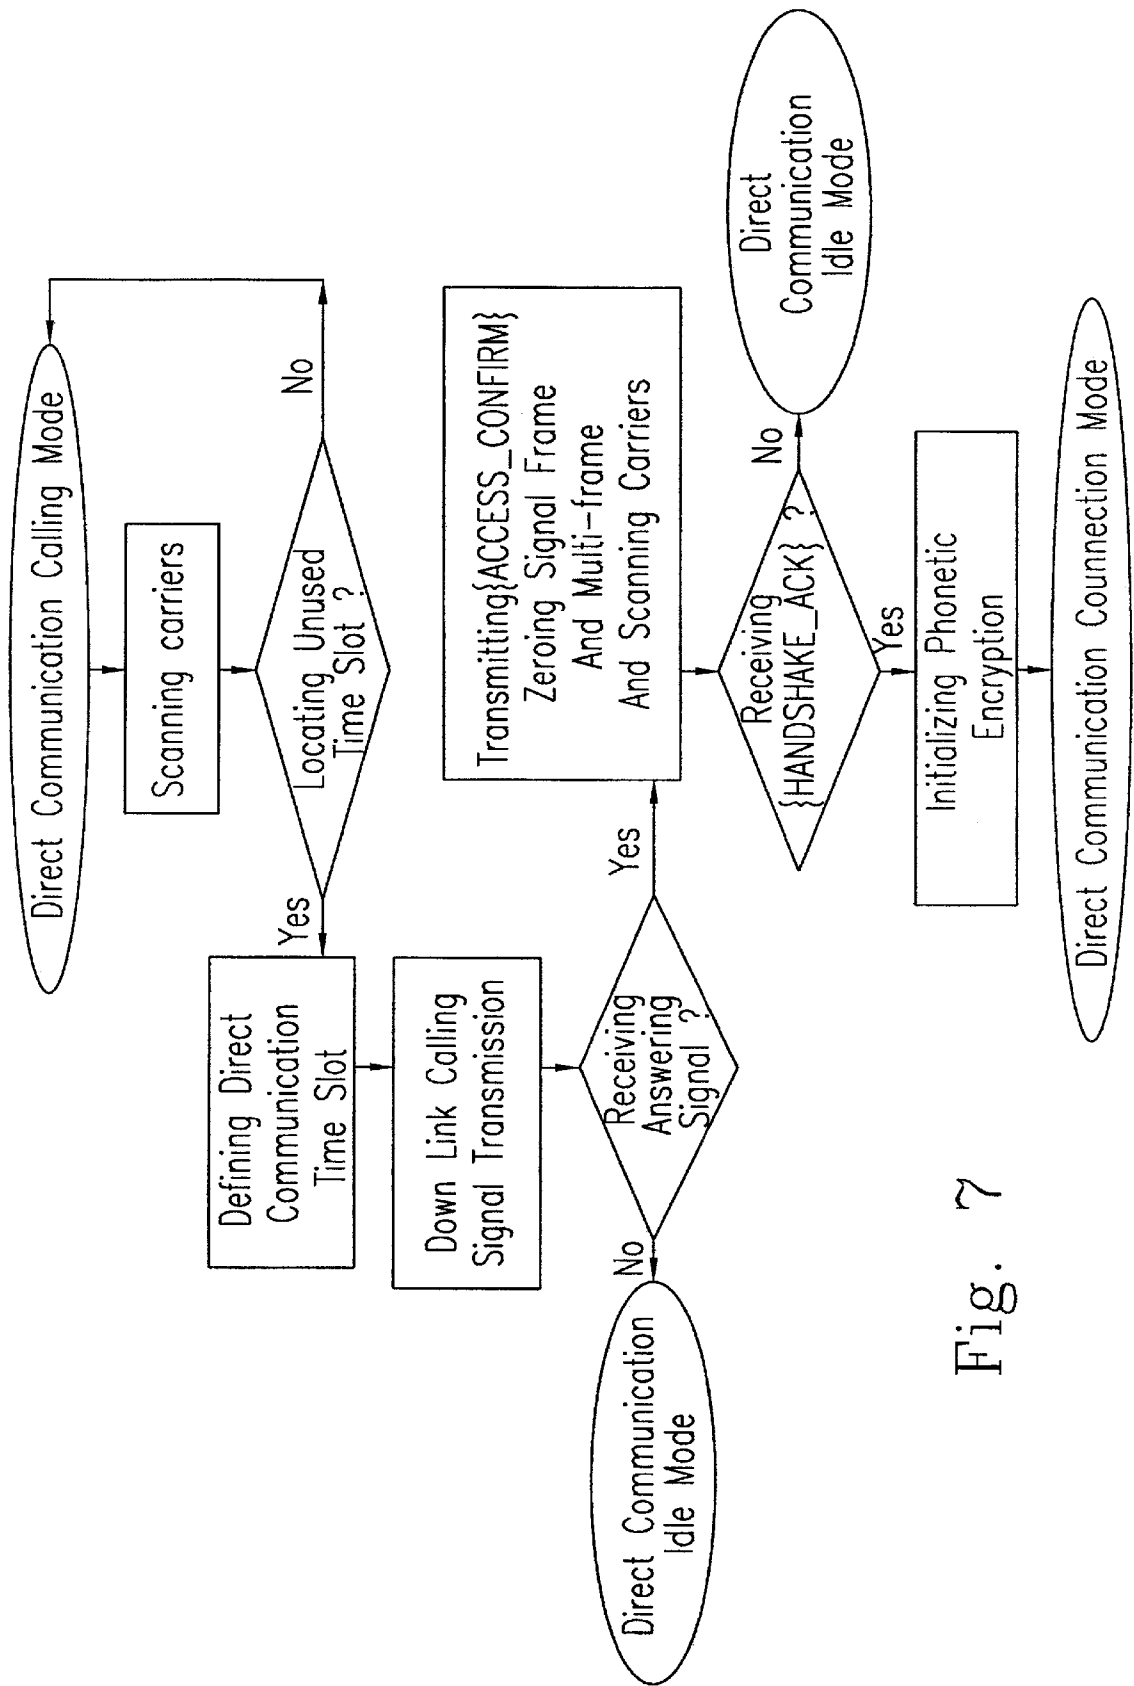 Direct Communication Calling Mode
Scanning carriers
Locating Unused
Time Slot ?
No
Yes
Defining Direct
Communication
Time Slot
Down Link Calling
Signal Transmission
Receiving
Answering
Signal ?
No
Direct Communication
Idle Mode
Yes
Transmitting{ACCESS_CONFIRM}
Zeroing Signal Frame
And Multi-frame
And Scanning Carriers
Receiving
{HANDSHAKE_ACK} ?
No
Direct
Communication
Idle Mode
Yes
Initializing Phonetic
Encryption
Direct Communication Counnection Mode
Fig. 7